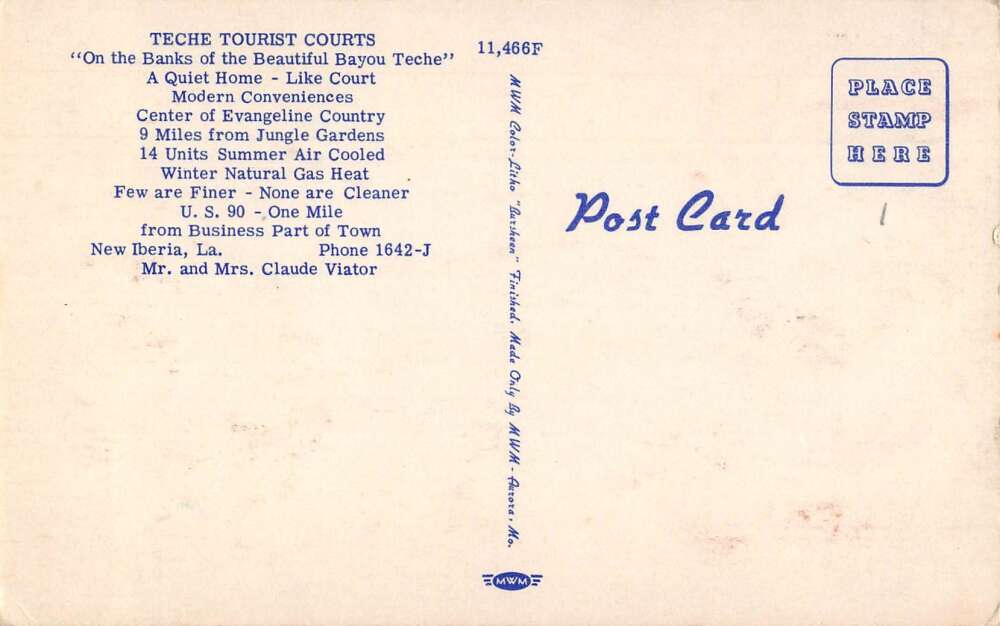 TECHE TOURIST COURTS
"On the Banks of the Beautiful Bayou Teche"
A Quiet Home - Like Court
Modern Conveniences
Center of Evangeline Country
9 Miles from Jungle Gardens
14 Units Summer Air Cooled
Winter Natural Gas Heat
Few are Finer - None are Cleaner
U. S. 90 - One Mile
from Business Part of Town
New Iberia, La. Phone 1642-J
Mr. and Mrs. Claude Viator
11,466F
MWM Color-Litho "Bursheen" Finished. Made Only By MWM - Aurora, Mo.
MWM
Post Card
PLACE
STAMP
HERE
1